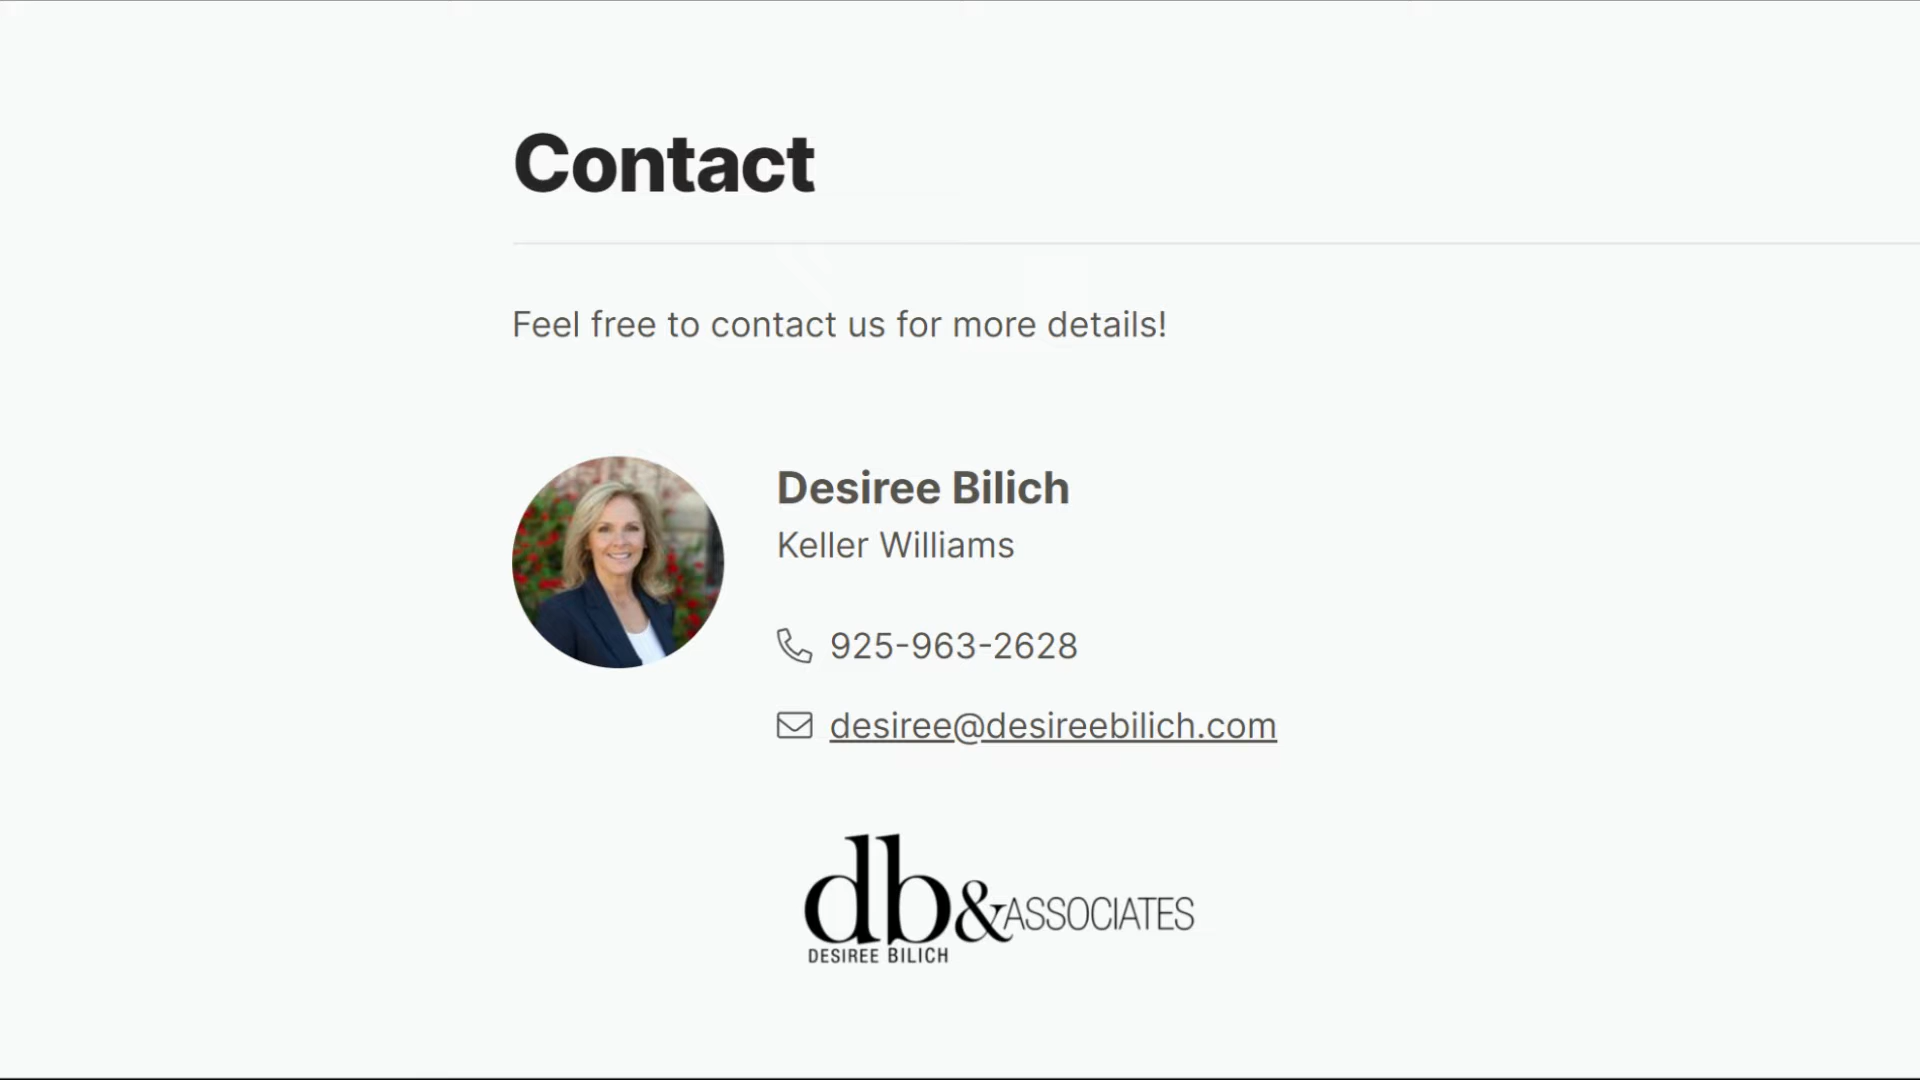 Contact
Feel free to contact us for more details!
Desiree Bilich
Keller Williams
925-963-2628
desiree@desireebilich.com
db&ASSOCIATES
DESIREE BILICH